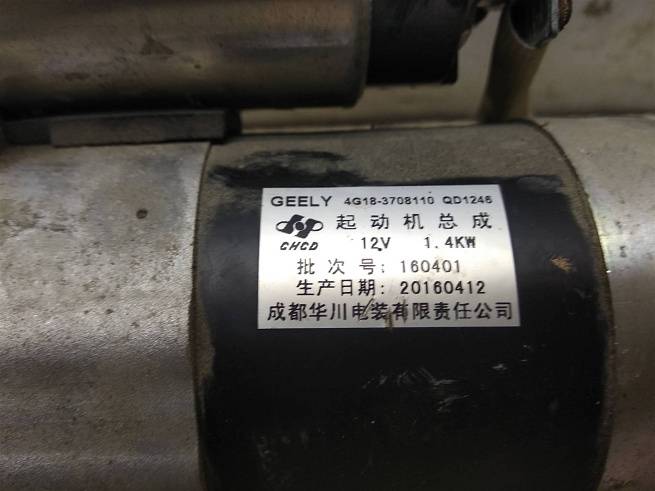 GEELY 4G18-3708110 QD1246
CHCD 起动机总成
12V 1.4KW
批次号: 160401
生产日期: 20160412
成都华川电装有限责任公司